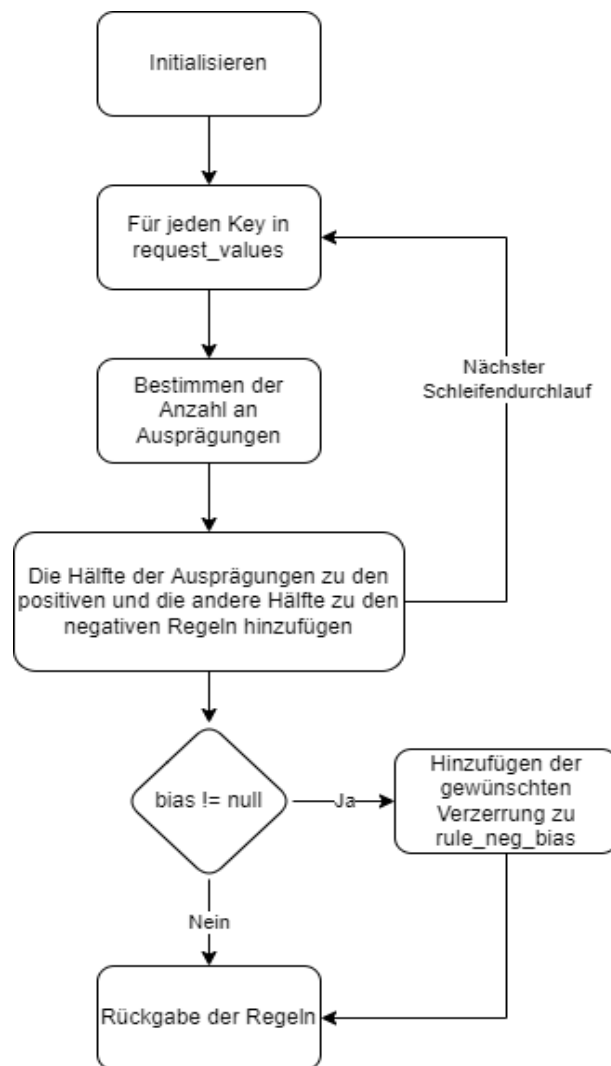 Initialisieren
Für jeden Key in
request_values
Nächster
Schleifendurchlauf
Bestimmen der
Anzahl an
Ausprägungen
Die Hälfte der Ausprägungen zu den
positiven und die andere Hälfte zu den
negativen Regeln hinzufügen
bias != null
Ja
Hinzufügen der
gewünschten
Verzerrung zu
rule_neg_bias
Nein
Rückgabe der Regeln